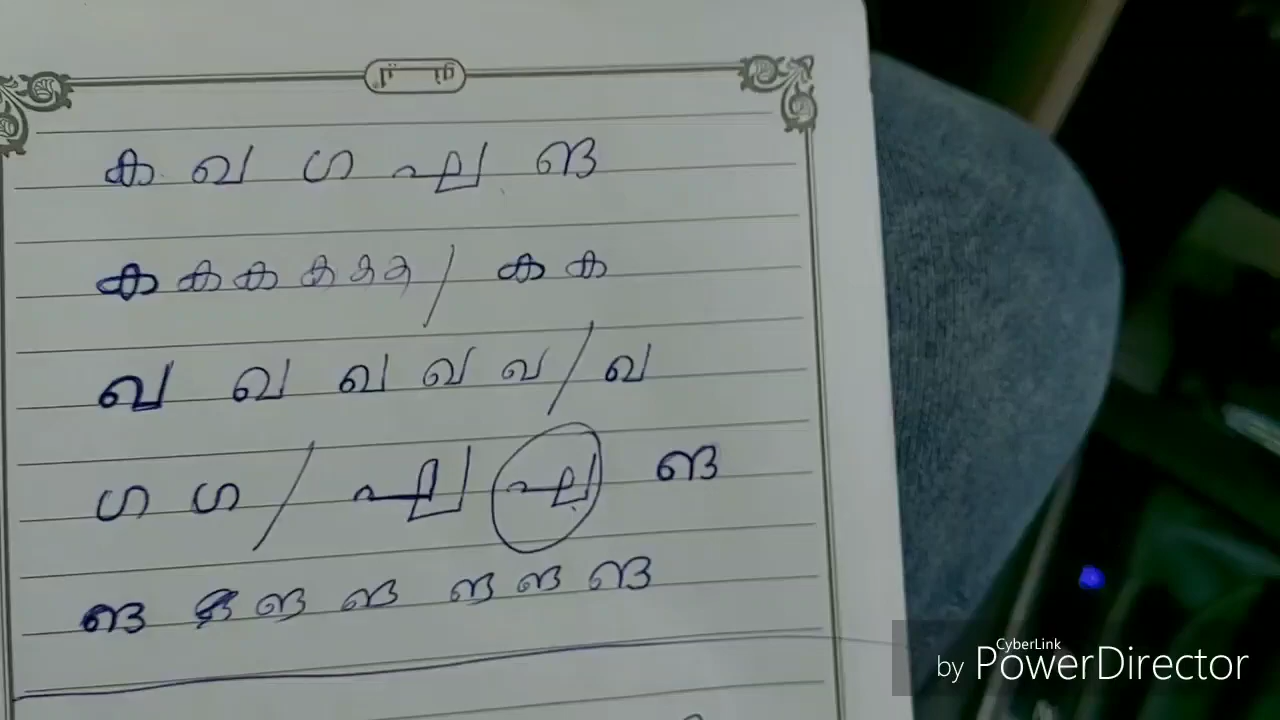 ക ഖ ഗ ഘ ങ
ക ക ക ക ക ക / ക ക
ഖ ഖ ഖ ഖ ഖ / ഖ
ഗ ഗ / ഘ ഘ ങ
ങ ങ ങ ങ ങ ങ ങ
CyberLink
by PowerDirector